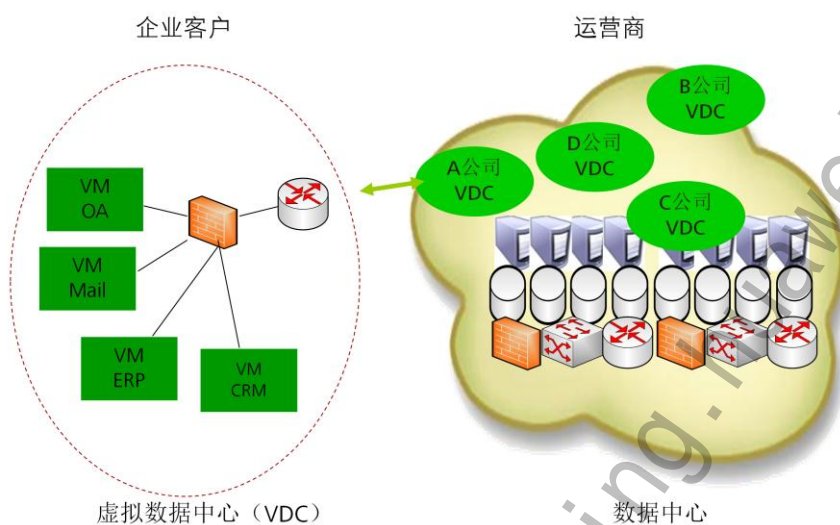 企业客户
运营商
VM
OA
VM
Mail
VM
ERP
VM
CRM
A公司
VDC
B公司
VDC
D公司
VDC
C公司
VDC
虚拟数据中心（VDC）
数据中心